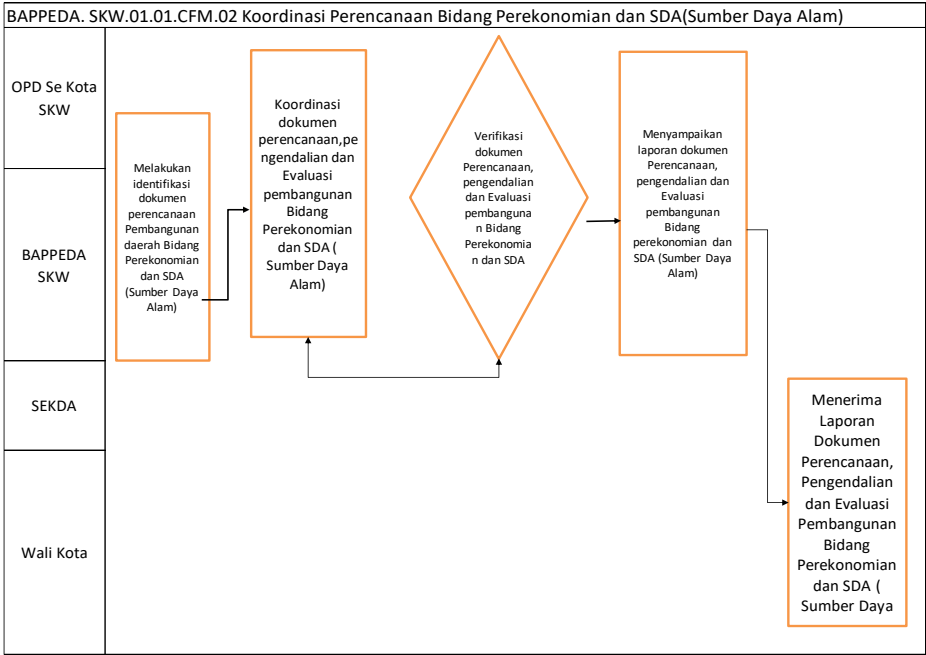 BAPPEDA. SKW.01.01.CFM.02 Koordinasi Perencanaan Bidang Perekonomian dan SDA(Sumber Daya Alam)
OPD Se Kota
SKW
BAPPEDA
SKW
SEKDA
Wali Kota
Melakukan
identifikasi
dokumen
perencanaan
Pembangunan
daerah Bidang
Perekonomian
dan SDA
(Sumber Daya
Alam)
Koordinasi
dokumen
perencanaan,pe
ngendalian dan
Evaluasi
pembangunan
Bidang
Perekonomian
dan SDA (
Sumber Daya
Alam)
Verifikasi
dokumen
Perencanaan,
pengendalian
dan Evaluasi
pembanguna
n Bidang
Perekonomia
n dan SDA
Menyampaikan
laporan dokumen
Perencanaan,
pengendalian dan
Evaluasi
pembangunan
Bidang
perekonomian dan
SDA (Sumber Daya
Alam)
Menerima
Laporan
Dokumen
Perencanaan,
Pengendalian
dan Evaluasi
Pembangunan
Bidang
Perekonomian
dan SDA (
Sumber Daya